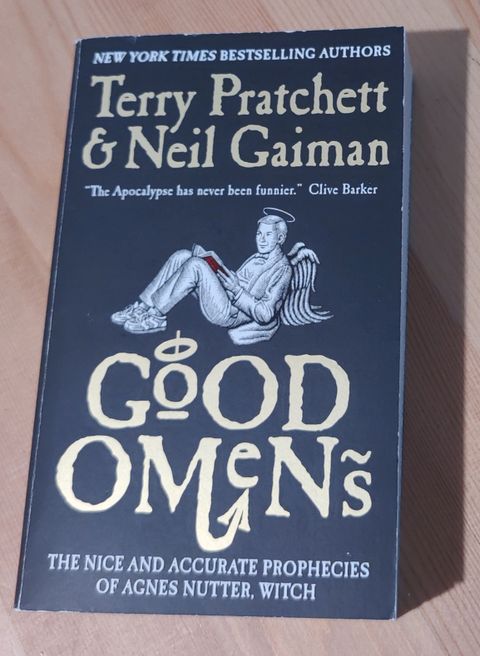 NEW YORK TIMES BESTSELLING AUTHORS
Terry Pratchett
& Neil Gaiman
"The Apocalypse has never been funnier." Clive Barker
GOOD
OMENS
THE NICE AND ACCURATE PROPHECIES
OF AGNES NUTTER, WITCH